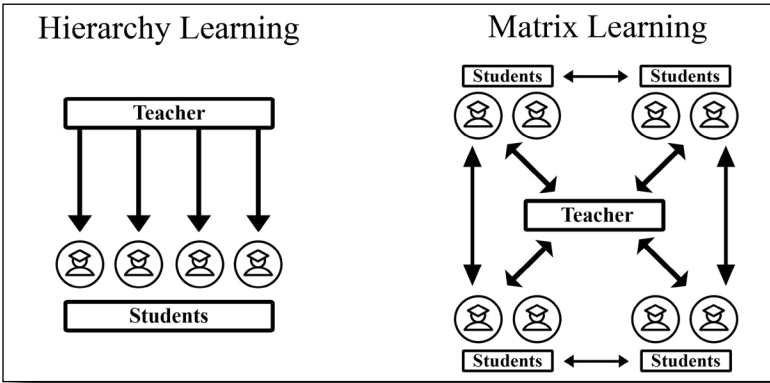 Hierarchy Learning
Teacher
Students
Matrix Learning
Students
Students
Teacher
Students
Students